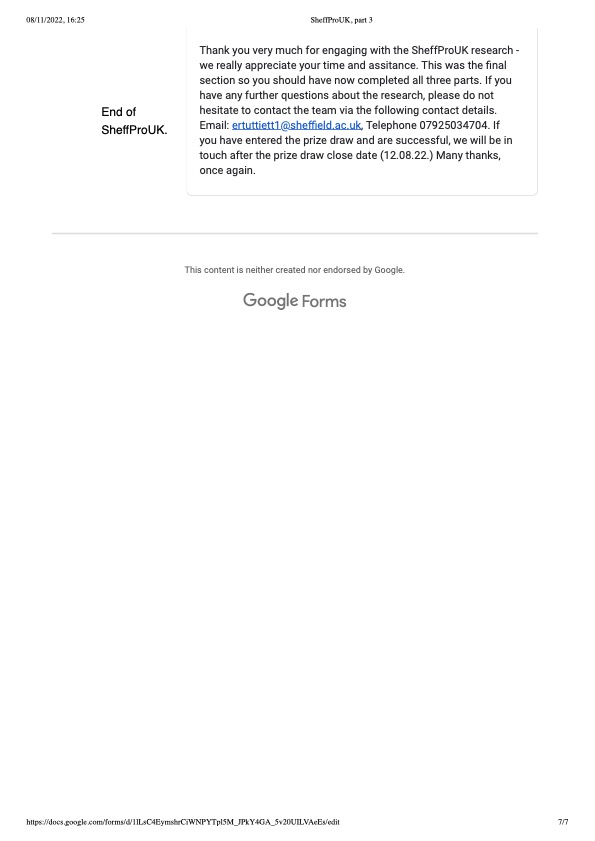 08/11/2022, 16:25
SheffProUK, part 3
Thank you very much for engaging with the SheffProUK research -
we really appreciate your time and assitance. This was the final
section so you should have now completed all three parts. If you
have any further questions about the research, please do not
hesitate to contact the team via the following contact details.
Email: ertuttiett1@sheffield.ac.uk, Telephone 07925034704. If
you have entered the prize draw and are successful, we will be in
touch after the prize draw close date (12.08.22.) Many thanks,
once again.
End of
SheffProUK.
This content is neither created nor endorsed by Google.
Google Forms
https://docs.google.com/forms/d/1lLsC4EymshrCiWNPYTpl5M_JPkY4GA_5v20UILVAeEs/edit
7/7